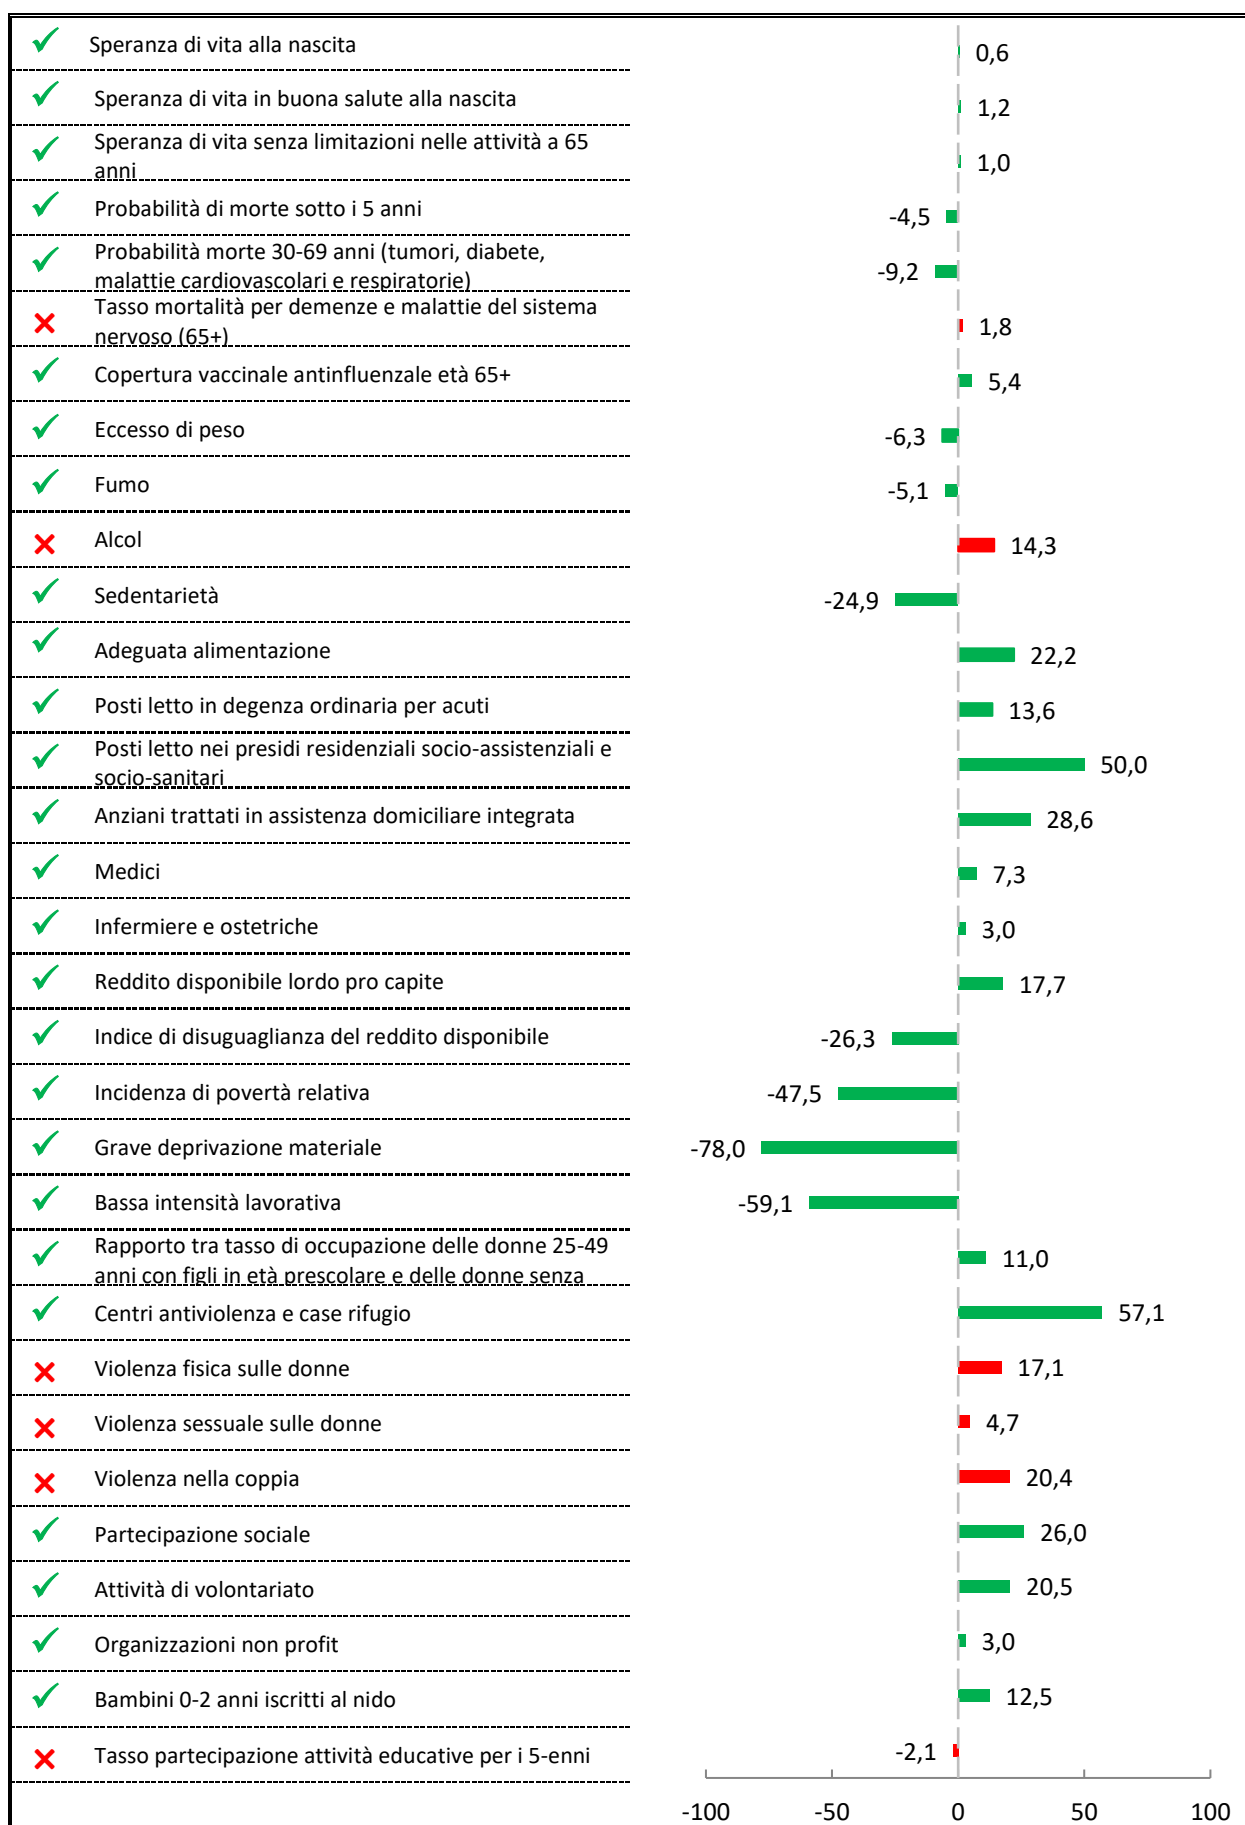 Speranza di vita alla nascita 0,6
Speranza di vita in buona salute alla nascita 1,2
Speranza di vita senza limitazioni nelle attività a 65
anni 1,0
Probabilità di morte sotto i 5 anni -4,5
Probabilità morte 30-69 anni (tumori, diabete,
malattie cardiovascolari e respiratorie) -9,2
Tasso mortalità per demenze e malattie del sistema
nervoso (65+) 1,8
Copertura vaccinale antinfluenzale età 65+ 5,4
Eccesso di peso -6,3
Fumo -5,1
Alcol 14,3
Sedentarietà -24,9
Adeguata alimentazione 22,2
Posti letto in degenza ordinaria per acuti 13,6
Posti letto nei presidi residenziali socio-assistenziali e
socio-sanitari 50,0
Anziani trattati in assistenza domiciliare integrata 28,6
Medici 7,3
Infermiere e ostetriche 3,0
Reddito disponibile lordo pro capite 17,7
Indice di disuguaglianza del reddito disponibile -26,3
Incidenza di povertà relativa -47,5
Grave deprivazione materiale -78,0
Bassa intensità lavorativa -59,1
Rapporto tra tasso di occupazione delle donne 25-49
anni con figli in età prescolare e delle donne senza 11,0
Centri antiviolenza e case rifugio 57,1
Violenza fisica sulle donne 17,1
Violenza sessuale sulle donne 4,7
Violenza nella coppia 20,4
Partecipazione sociale 26,0
Attività di volontariato 20,5
Organizzazioni non profit 3,0
Bambini 0-2 anni iscritti al nido 12,5
Tasso partecipazione attività educative per i 5-enni -2,1
-100 -50 0 50 100